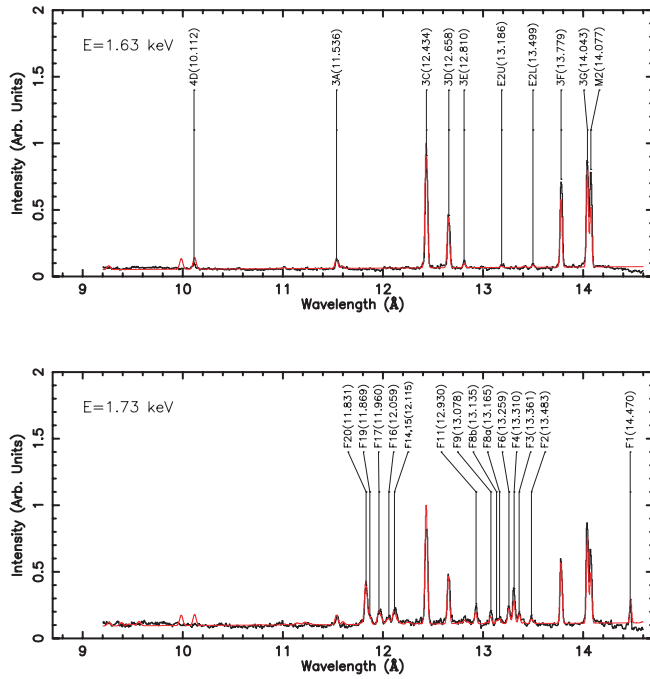 E=1.63 keV
4D(10.112)
3A(11.536)
3C(12.434)
3D(12.658)
3E(12.810)
E2U(13.186)
E2L(13.499)
3F(13.779)
3G(14.043)
M2(14.077)
Intensity (Arb. Units)
2
1.5
1
0.5
0
9 10 11 12 13 14
Wavelength (Å)
E=1.73 keV
F20(11.831)
F19(11.869)
F17(11.960)
F16(12.059)
F14,15(12.115)
F11(12.930)
F9(13.078)
F8b(13.135)
F8a(13.165)
F6(13.259)
F4(13.310)
F3(13.361)
F2(13.483)
F1(14.470)
Intensity (Arb. Units)
2
1.5
1
0.5
0
9 10 11 12 13 14
Wavelength (Å)